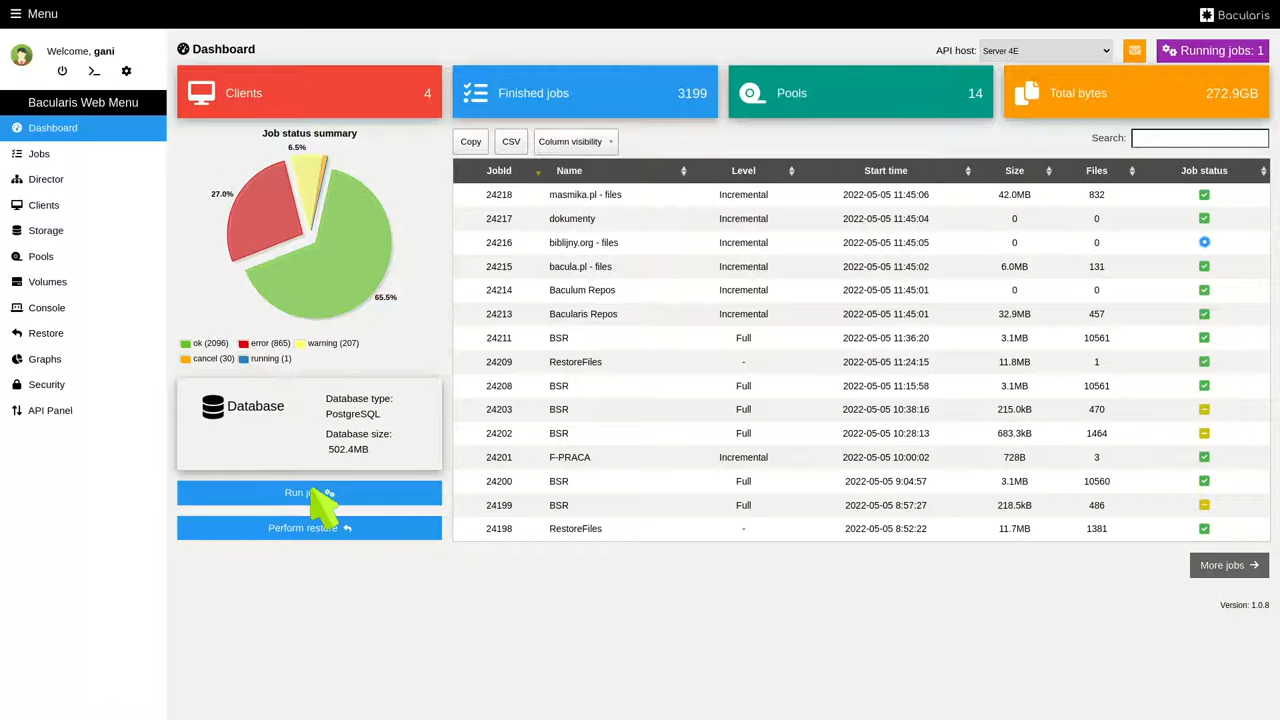 Menu
Bacularis
Welcome, gani
Bacularis Web Menu
Dashboard
Jobs
Director
Clients
Storage
Pools
Volumes
Console
Restore
Graphs
Security
API Panel
Dashboard
API host: Server 4E
Running jobs: 1
Clients 4
Finished jobs 3199
Pools 14
Total bytes 272.9GB
Job status summary
6.5%
27.0%
65.5%
ok (2096) error (865) warning (207)
cancel (30) running (1)
Database
Database type:
PostgreSQL
Database size:
502.4MB
Run
Perform restore
Copy CSV Column visibility
Search:
JobId Name Level Start time Size Files Job status
24218 masmika.pl - files Incremental 2022-05-05 11:45:06 42.0MB 832
24217 dokumenty Incremental 2022-05-05 11:45:04 0 0
24216 biblijny.org - files Incremental 2022-05-05 11:45:05 0 0
24215 bacula.pl - files Incremental 2022-05-05 11:45:02 6.0MB 131
24214 Baculum Repos Incremental 2022-05-05 11:45:01 0 0
24213 Bacularis Repos Incremental 2022-05-05 11:45:01 32.9MB 457
24211 BSR Full 2022-05-05 11:36:20 3.1MB 10561
24209 RestoreFiles - 2022-05-05 11:24:15 11.8MB 1
24208 BSR Full 2022-05-05 11:15:58 3.1MB 10561
24203 BSR Full 2022-05-05 10:38:16 215.0kB 470
24202 BSR Full 2022-05-05 10:28:13 683.3kB 1464
24201 F-PRACA Incremental 2022-05-05 10:00:02 728B 3
24200 BSR Full 2022-05-05 9:04:57 3.1MB 10560
24199 BSR Full 2022-05-05 8:57:27 218.5kB 486
24198 RestoreFiles - 2022-05-05 8:52:22 11.7MB 1381
More jobs
Version: 1.0.8